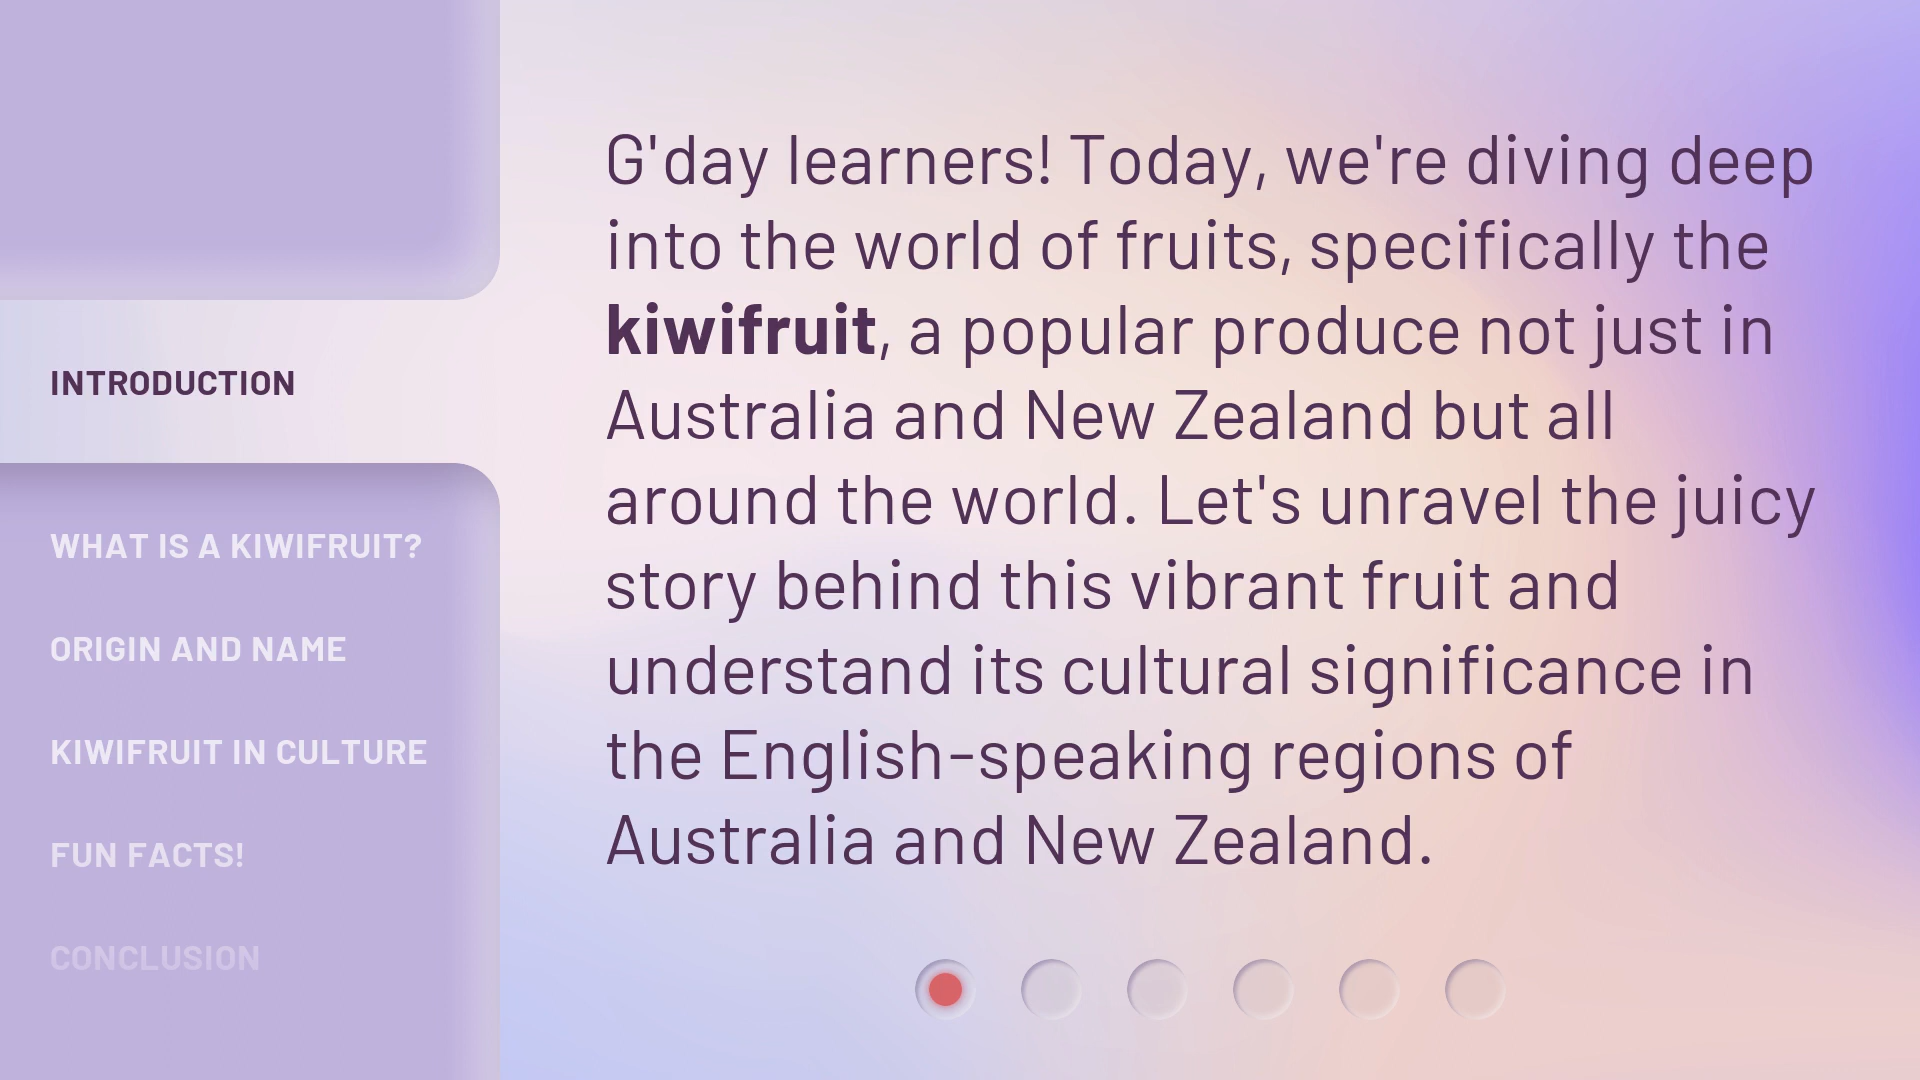 INTRODUCTION
WHAT IS A KIWIFRUIT?
ORIGIN AND NAME
KIWIFRUIT IN CULTURE
FUN FACTS!
CONCLUSION
G'day learners! Today, we're diving deep
into the world of fruits, specifically the
kiwifruit, a popular produce not just in
Australia and New Zealand but all
around the world. Let's unravel the juicy
story behind this vibrant fruit and
understand its cultural significance in
the English-speaking regions of
Australia and New Zealand.